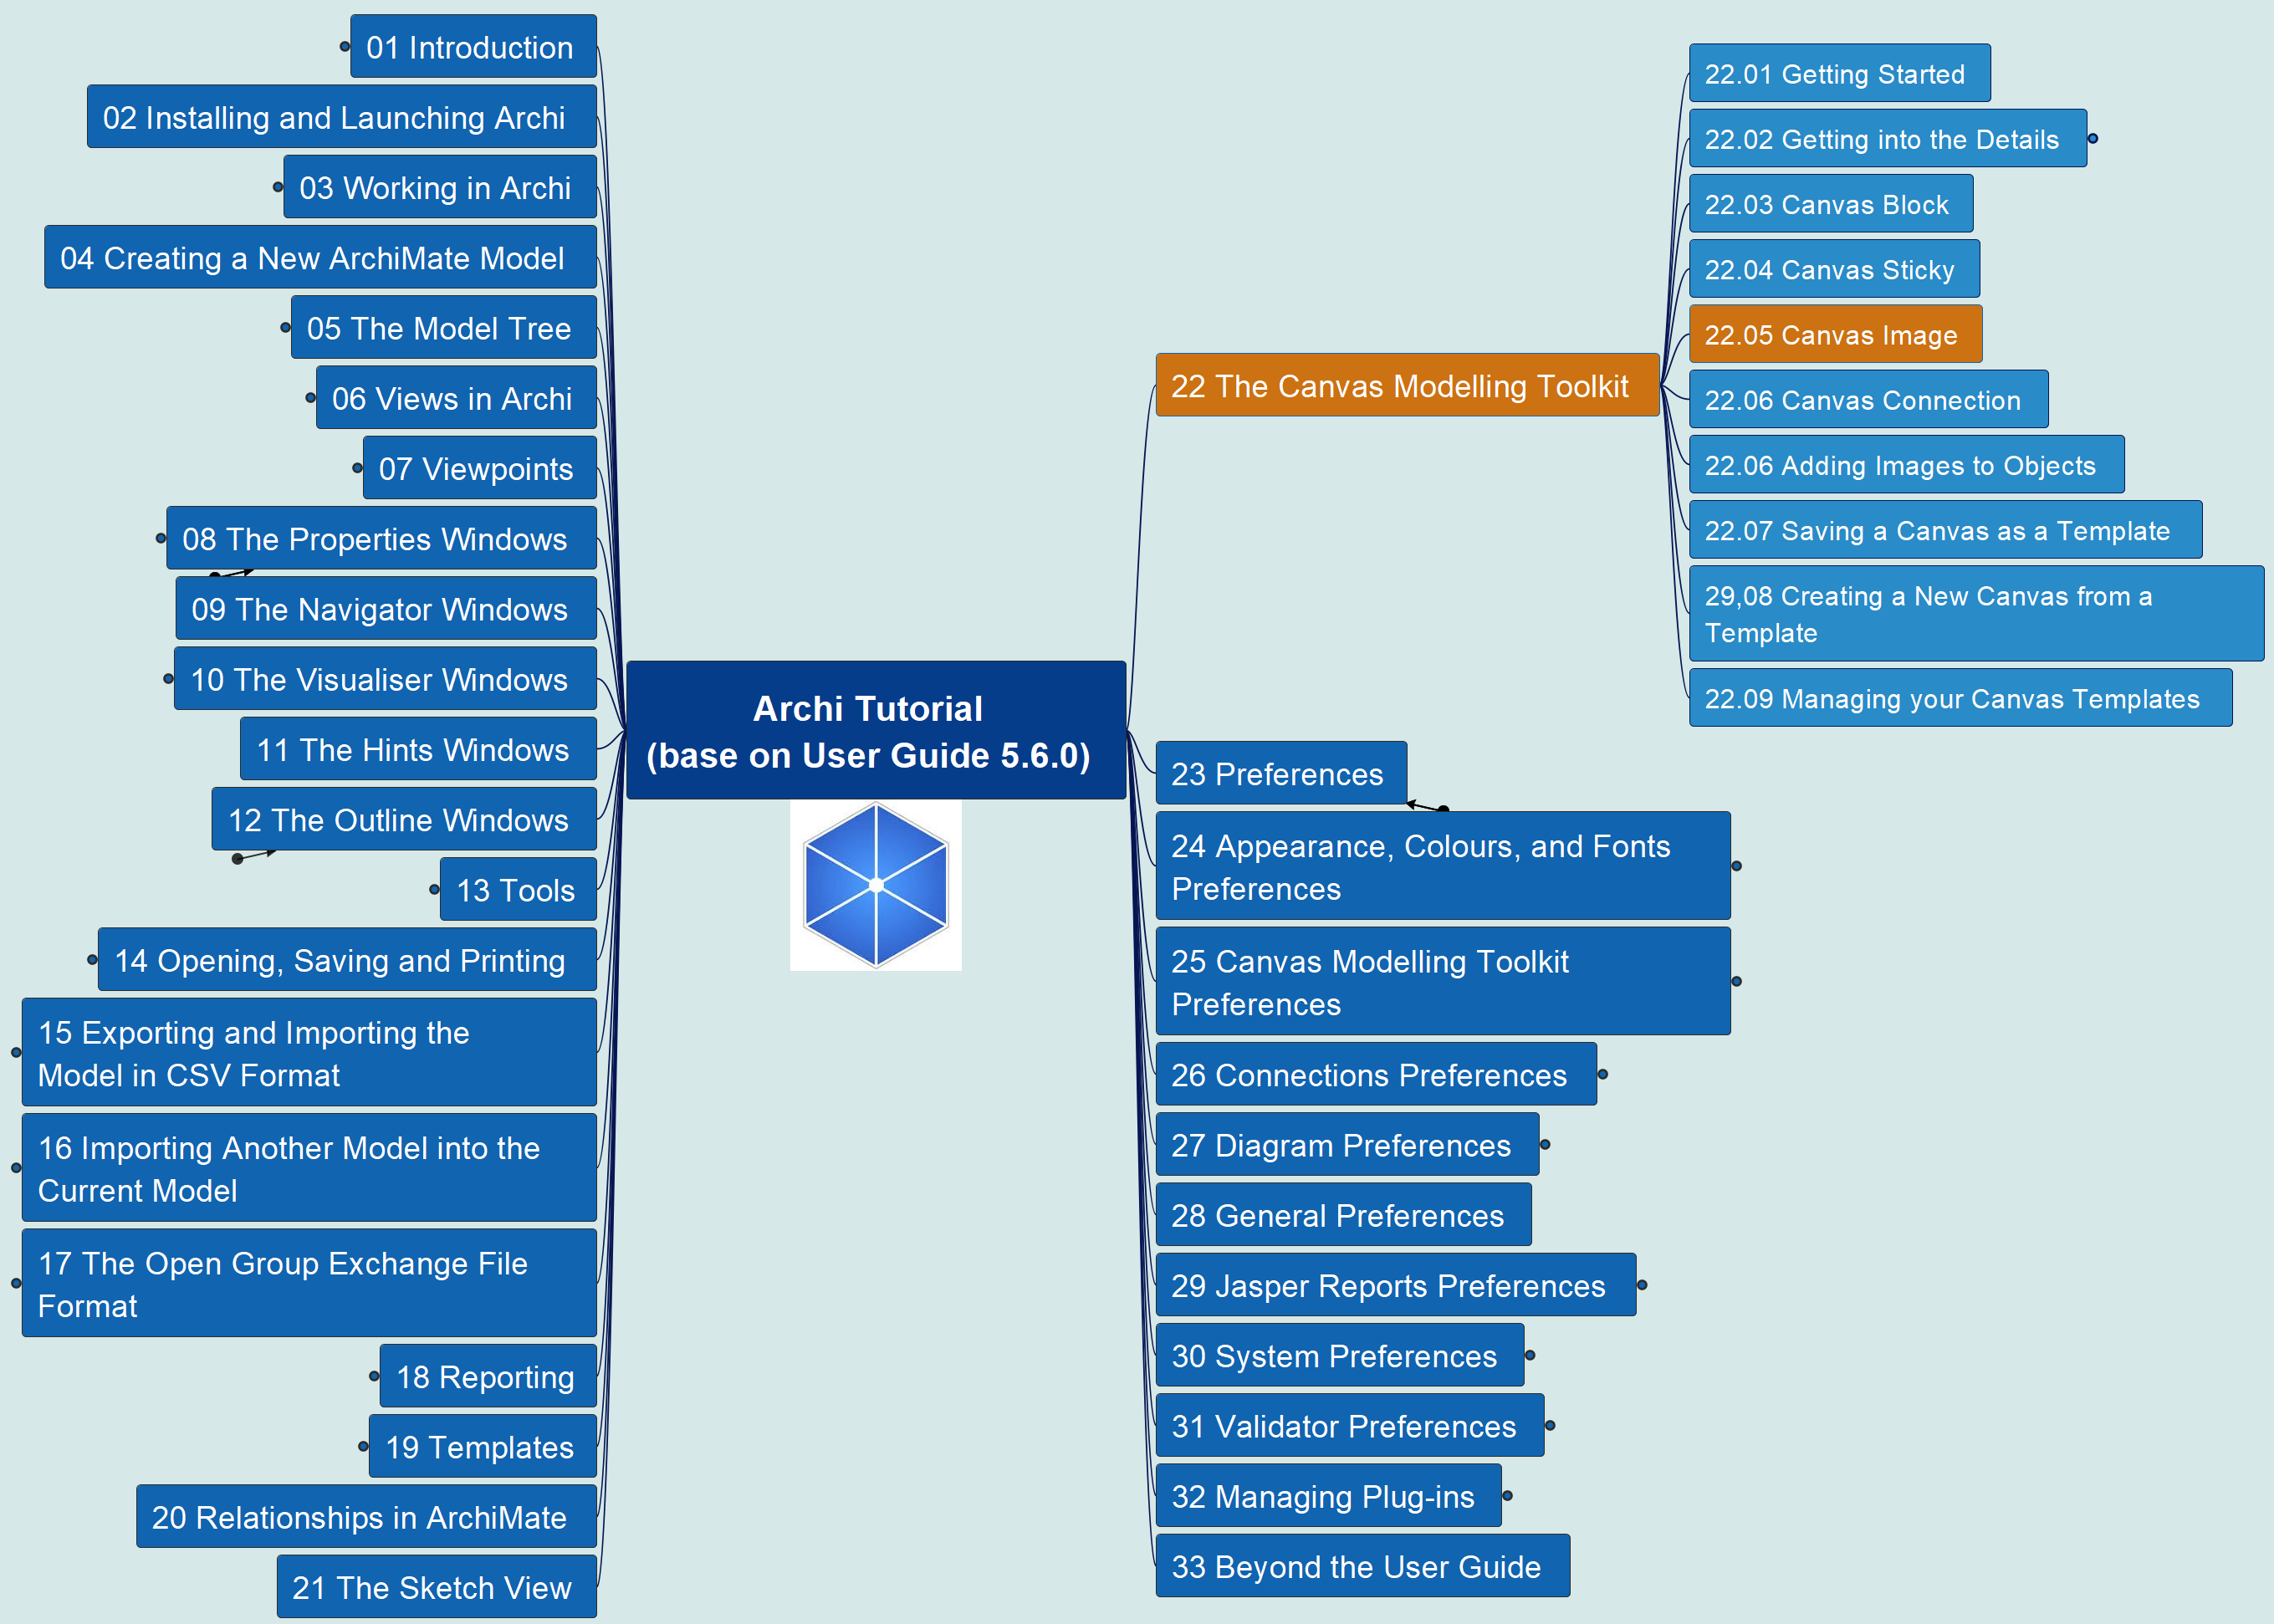 01 Introduction
02 Installing and Launching Archi
03 Working in Archi
04 Creating a New ArchiMate Model
05 The Model Tree
06 Views in Archi
07 Viewpoints
08 The Properties Windows
09 The Navigator Windows
10 The Visualiser Windows
11 The Hints Windows
12 The Outline Windows
13 Tools
14 Opening, Saving and Printing
15 Exporting and Importing the
Model in CSV Format
16 Importing Another Model into the
Current Model
17 The Open Group Exchange File
Format
18 Reporting
19 Templates
20 Relationships in ArchiMate
21 The Sketch View
Archi Tutorial
(base on User Guide 5.6.0)
22 The Canvas Modelling Toolkit
22.01 Getting Started
22.02 Getting into the Details
22.03 Canvas Block
22.04 Canvas Sticky
22.05 Canvas Image
22.06 Canvas Connection
22.06 Adding Images to Objects
22.07 Saving a Canvas as a Template
29,08 Creating a New Canvas from a
Template
22.09 Managing your Canvas Templates
23 Preferences
24 Appearance, Colours, and Fonts
Preferences
25 Canvas Modelling Toolkit
Preferences
26 Connections Preferences
27 Diagram Preferences
28 General Preferences
29 Jasper Reports Preferences
30 System Preferences
31 Validator Preferences
32 Managing Plug-ins
33 Beyond the User Guide